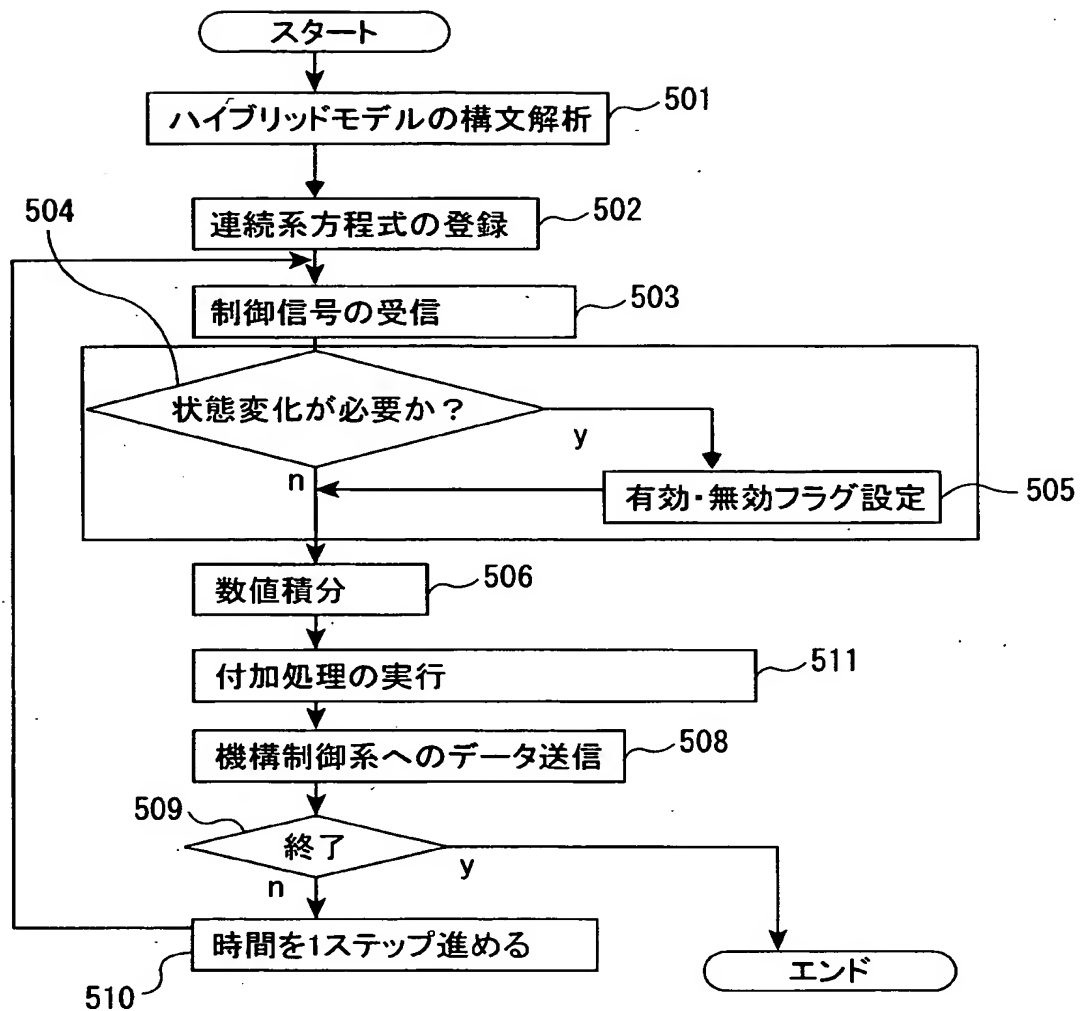 スタート
ハイブリッドモデルの構文解析
501
連続系方程式の登録
502
504
制御信号の受信
503
状態変化が必要か？
y
n
有効・無効フラグ設定
505
数値積分
506
付加処理の実行
511
機構制御系へのデータ送信
508
509
終了
y
n
時間を1ステップ進める
510
エンド